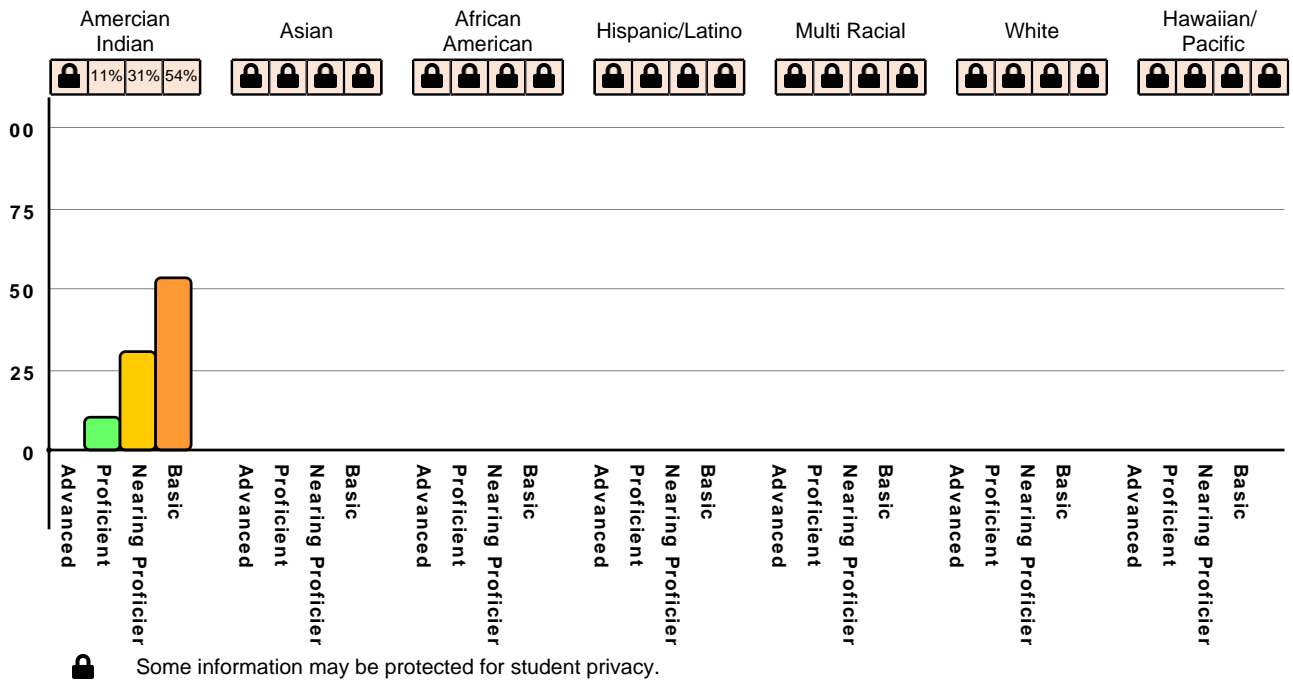 Amercian
Indian
Asian
African
American
Hispanic/Latino
Multi Racial
White
Hawaiian/
Pacific
11% 31% 54%
00
75
50
25
0
Advanced
Proficient
Nearing Proficier
Basic
Advanced
Proficient
Nearing Proficier
Basic
Advanced
Proficient
Nearing Proficier
Basic
Advanced
Proficient
Nearing Proficier
Basic
Advanced
Proficient
Nearing Proficier
Basic
Advanced
Proficient
Nearing Proficier
Basic
Advanced
Proficient
Nearing Proficier
Basic
Some information may be protected for student privacy.